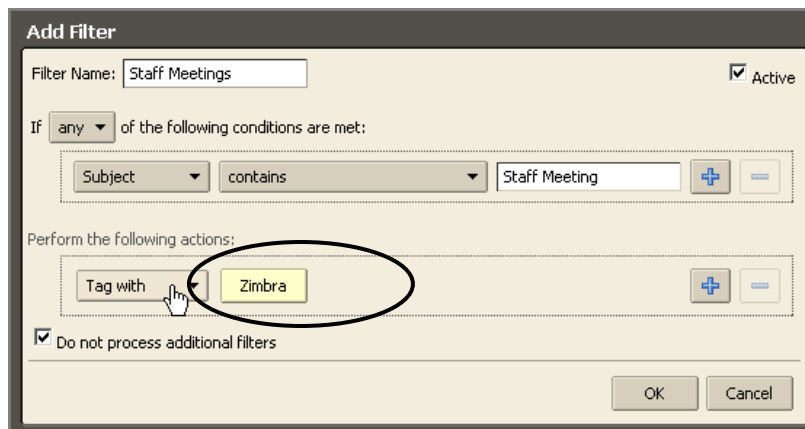 Add Filter
Filter Name: Staff Meetings Active
If any of the following conditions are met:
Subject contains Staff Meeting
Perform the following actions:
Tag with Zimbra
Do not process additional filters
OK Cancel